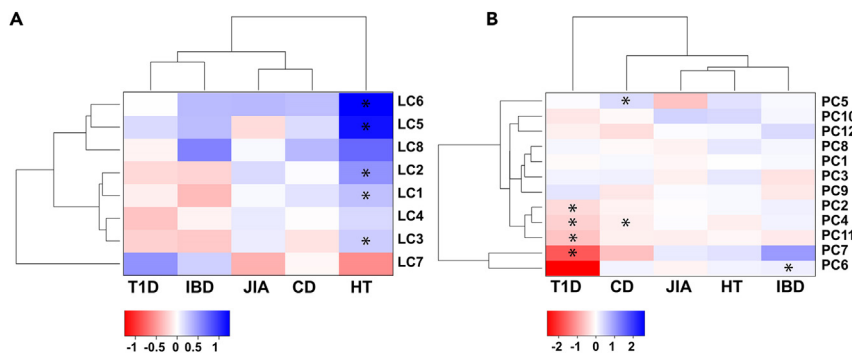 A
LC6
*
LC5
*
LC8
LC2
*
LC1
*
LC4
LC3
*
LC7
T1D IBD JIA CD HT
-1 -0.5 0 0.5 1
B
PC5
*
PC10
PC12
PC8
PC1
PC3
PC9
PC2
*
PC4
* *
PC11
*
PC7
*
PC6
*
T1D CD JIA HT IBD
-2 -1 0 1 2